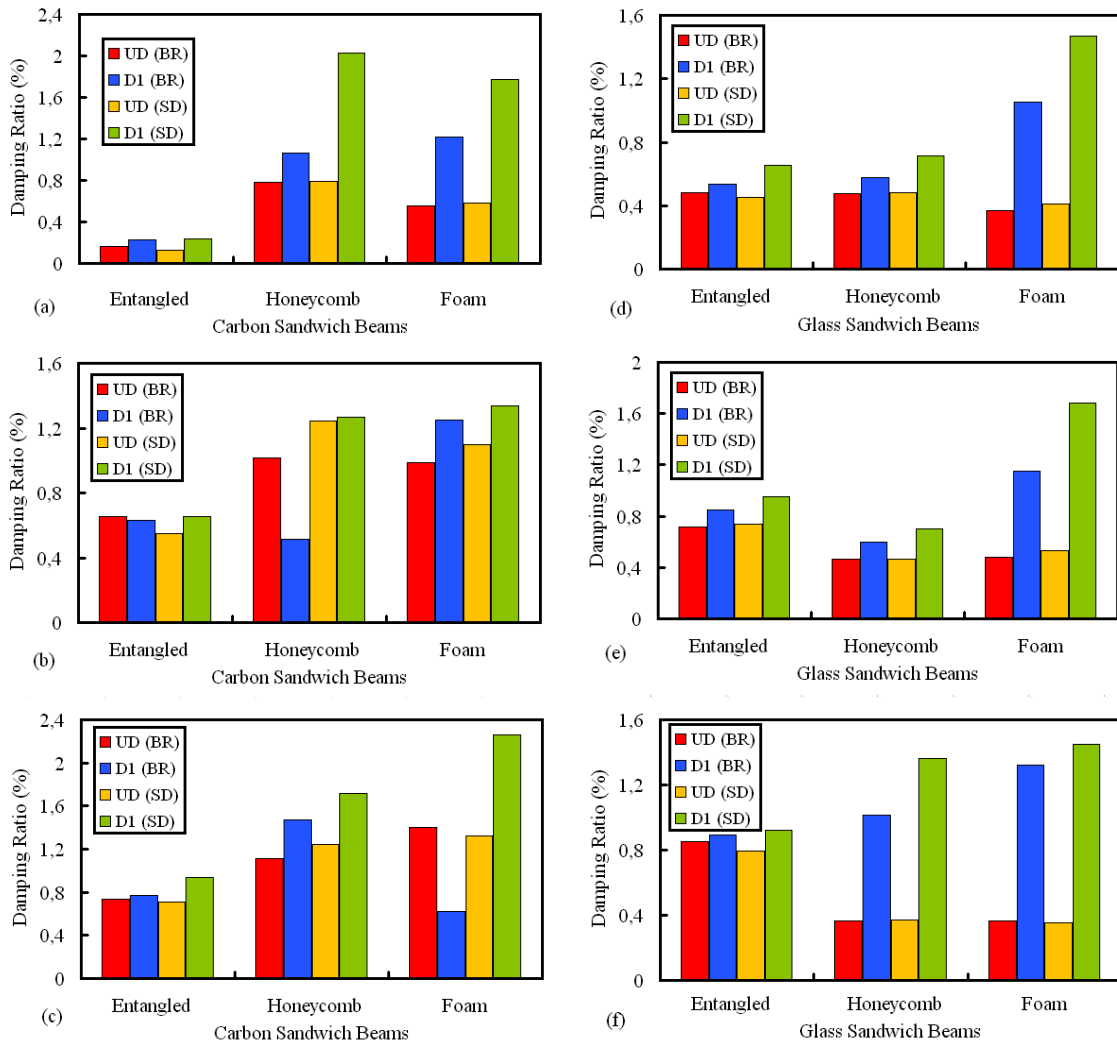 Damping Ratio (%)
2,4
2
1,6
1,2
0,8
0,4
0
UD (BR)
D1 (BR)
UD (SD)
D1 (SD)
Entangled Honeycomb Foam
(a)
Carbon Sandwich Beams
Damping Ratio (%)
1,6
1,2
0,8
0,4
0
UD (BR)
D1 (BR)
UD (SD)
D1 (SD)
Entangled Honeycomb Foam
(d)
Glass Sandwich Beams
Damping Ratio (%)
1,6
1,2
0,8
0,4
0
UD (BR)
D1 (BR)
UD (SD)
D1 (SD)
Entangled Honeycomb Foam
(b)
Carbon Sandwich Beams
Damping Ratio (%)
2
1,6
1,2
0,8
0,4
0
UD (BR)
D1 (BR)
UD (SD)
D1 (SD)
Entangled Honeycomb Foam
(e)
Glass Sandwich Beams
Damping Ratio (%)
2,4
2
1,6
1,2
0,8
0,4
0
UD (BR)
D1 (BR)
UD (SD)
D1 (SD)
Entangled Honeycomb Foam
(c)
Carbon Sandwich Beams
Damping Ratio (%)
1,6
1,2
0,8
0,4
0
UD (BR)
D1 (BR)
UD (SD)
D1 (SD)
Entangled Honeycomb Foam
(f)
Glass Sandwich Beams